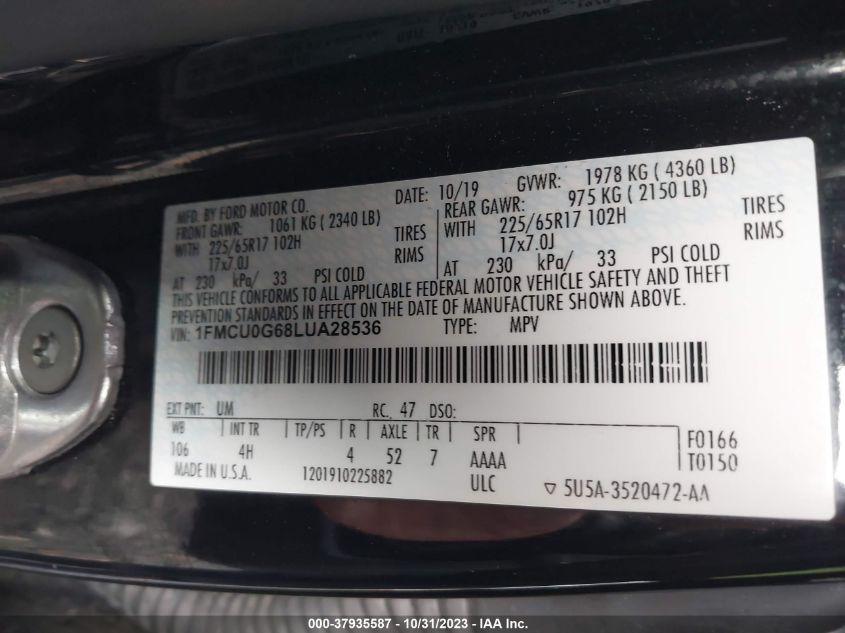 MFD. BY FORD MOTOR CO.
DATE: 10/19 GVWR: 1978 KG ( 4360 LB)
FRONT GAWR: 1061 KG ( 2340 LB)
REAR GAWR: 975 KG ( 2150 LB)
WITH 225/65R17 102H TIRES
WITH 225/65R17 102H TIRES
17x7.0J RIMS
17x7.0J RIMS
AT 230 kPa/ 33 PSI COLD
AT 230 kPa/ 33 PSI COLD
THIS VEHICLE CONFORMS TO ALL APPLICABLE FEDERAL MOTOR VEHICLE SAFETY AND THEFT
PREVENTION STANDARDS IN EFFECT ON THE DATE OF MANUFACTURE SHOWN ABOVE.
VIN: 1FMCU0G68LUA28536 TYPE: MPV
EXT PNT: UM RC: 47 DSO:
WB INT TR TP/PS R AXLE TR SPR
106 4H 4 52 7 AAAA
F0166
T0150
MADE IN U.S.A. 1201910225882 ULC
5U5A-3520472-AA
000-37935587 - 10/31/2023 - Copyright © 2023 IAA, LLC.